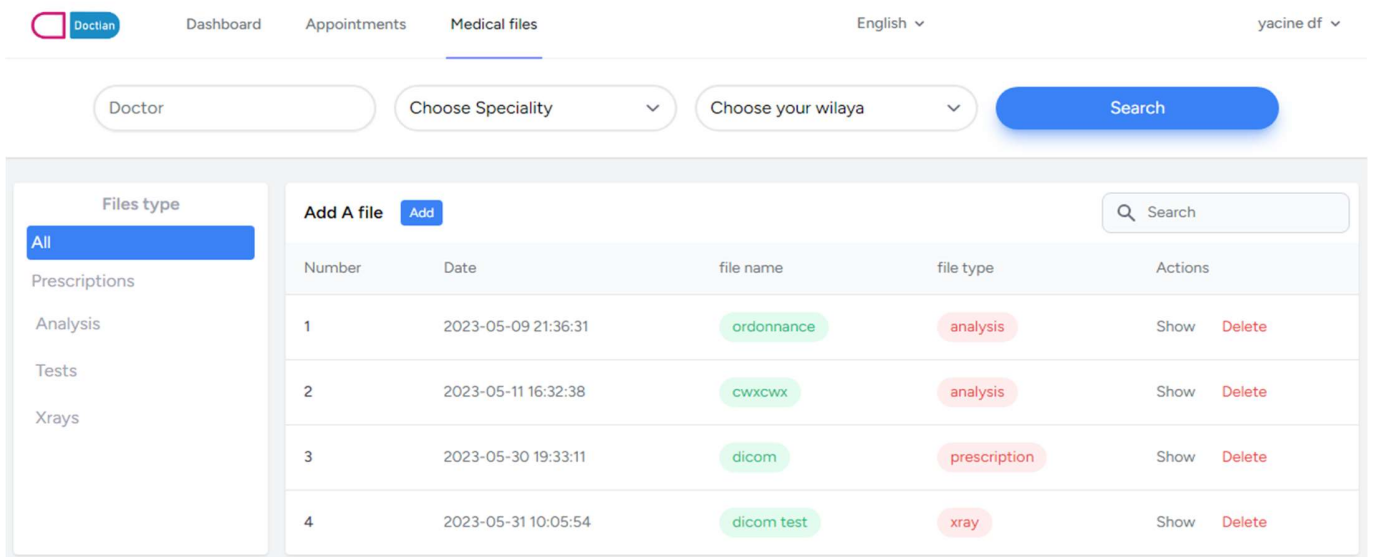 Doctian Dashboard Appointments Medical files English yacine df
Doctor Choose Speciality Choose your wilaya Search
Files type
All
Prescriptions
Analysis
Tests
Xrays
Add A file Add Search
Number Date file name file type Actions
1 2023-05-09 21:36:31 ordonnance analysis Show Delete
2 2023-05-11 16:32:38 cwxcwx analysis Show Delete
3 2023-05-30 19:33:11 dicom prescription Show Delete
4 2023-05-31 10:05:54 dicom test xray Show Delete